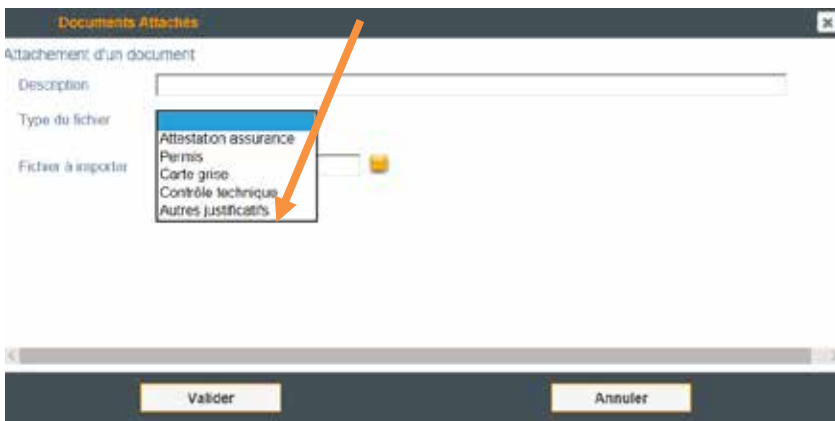 Documents Attachés
Attachement d'un document
Description
Type du fichier
Attestation assurance
Permis
Carte grise
Contrôle technique
Autres justificatifs
Fichier à importer
Valider
Annuler